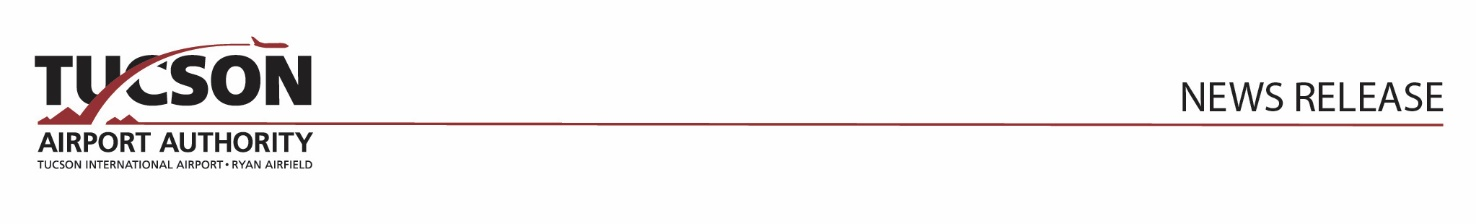 TUCSON
AIRPORT AUTHORITY
TUCSON INTERNATIONAL AIRPORT • RYAN AIRFIELD
NEWS RELEASE